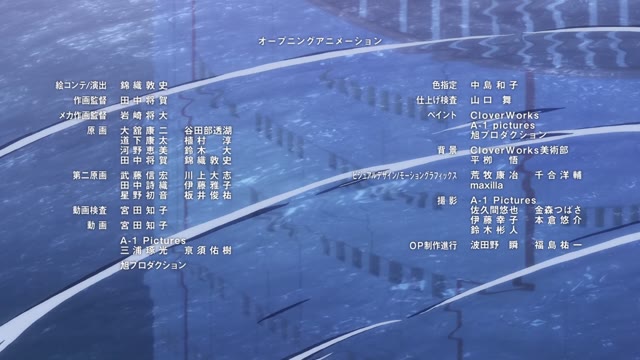 オープニングアニメーション
絵コンテ/演出 錦織敦史
作画監督 田中将賀
メカ作画監督 岩崎将大
原画 大舘康二 谷田部透湖
道下康太 植村淳
河野恵美 鈴木大
田中将賀 錦織敦史
第二原画 武藤信宏 川上大志
田中詩織 伊藤雅子
星野初音 板井俊祐
動画検査 宮田知子
動画 宮田知子
A-1 Pictures
三浦琢光 京須佑樹
旭プロダクション
色指定 中島和子
仕上げ検査 山口舞
ペイント CloverWorks
A-1 pictures
旭プロダクション
背景 CloverWorks美術部
平栁悟
ビジュアルデザイン/モーショングラフィックス 荒牧康治 千合洋輔
maxilla
撮影 A-1 Pictures
佐久間悠也 金森つばさ
伊藤幸子 本倉悠介
鈴木彬人
OP制作進行 波田野瞬 福島祐一